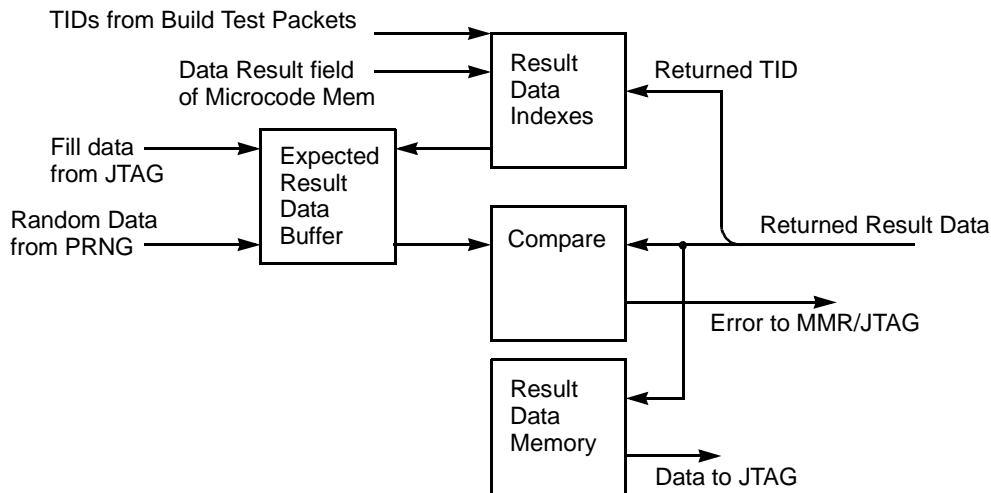 TIDs from Build Test Packets
Data Result field
of Microcode Mem
Result
Data
Indexes
Returned TID
Fill data
from JTAG
Expected
Result
Data
Buffer
Random Data
from PRNG
Compare
Returned Result Data
Error to MMR/JTAG
Result
Data
Memory
Data to JTAG